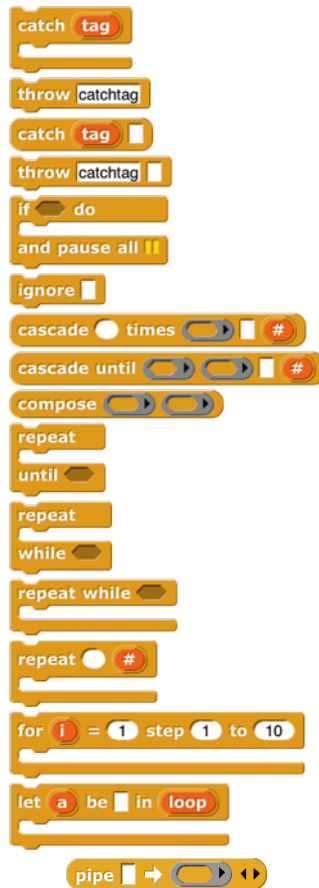 catch tag
throw catchtag
catch tag
throw catchtag
if do
and pause all
ignore
cascade times #
cascade until #
compose
repeat
until
repeat
while
repeat while
repeat #
for i = 1 step 1 to 10
let a be in loop
pipe ➔